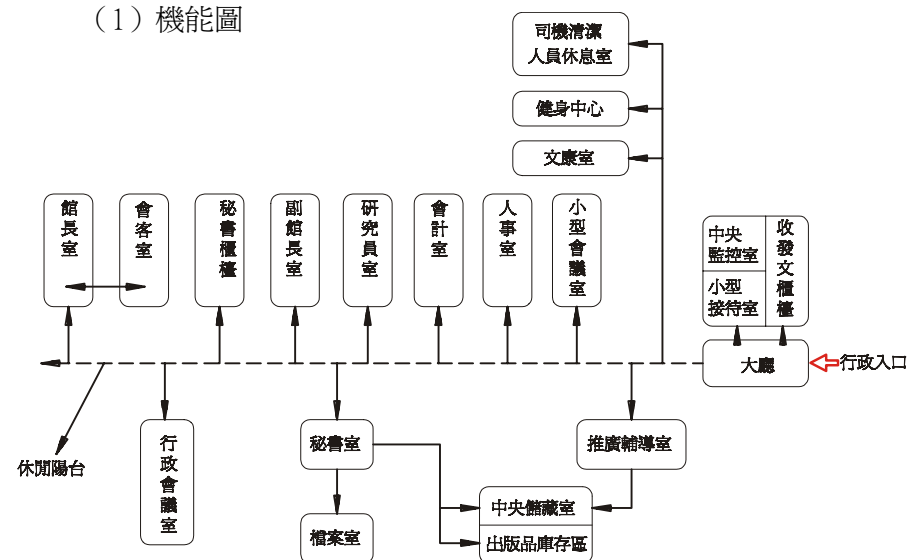 （1）機能圖
司機清潔
人員休息室
健身中心
文康室
館長室
會客室
秘書櫃檯
副館長室
研究員室
會計室
人事室
小型會議室
中央
監控室
小型
接待室
收發文櫃檯
大廳
行政入口
休閒陽台
行政會議室
秘書室
推廣輔導室
檔案室
中央儲藏室
出版品庫存區